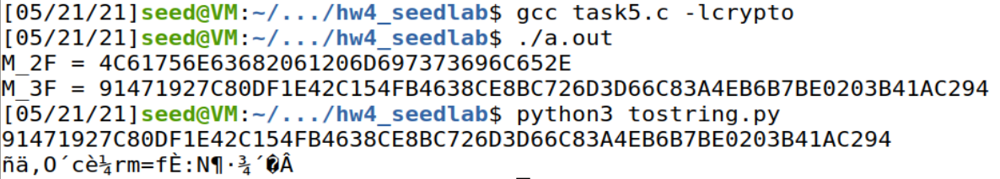 [05/21/21]seed@VM:~/.../hw4_seedlab$ gcc task5.c -lcrypto
[05/21/21]seed@VM:~/.../hw4_seedlab$ ./a.out
M_2F = 4C61756E63682061206D697373696C652E
M_3F = 91471927C80DF1E42C154FB4638CE8BC726D3D66C83A4EB6B7BE0203B41AC294
[05/21/21]seed@VM:~/.../hw4_seedlab$ python3 tostring.py
91471927C80DF1E42C154FB4638CE8BC726D3D66C83A4EB6B7BE0203B41AC294
ñä,O´cè¼rm=fÈ:N¶·¾´�Â